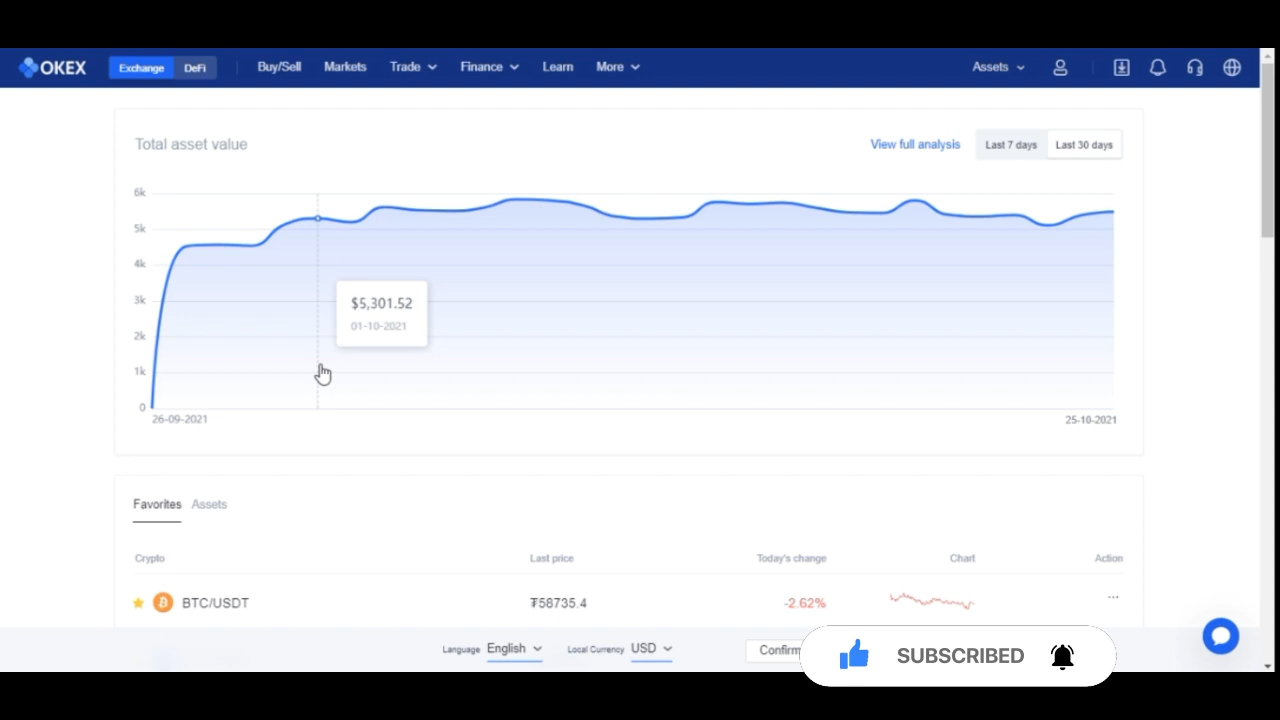 OKEX Exchange DeFi Buy/Sell Markets Trade Finance Learn More Assets
Total asset value View full analysis Last 7 days Last 30 days
6k
5k
4k
3k
2k
1k
0
$5,301.52
01-10-2021
26-09-2021 25-10-2021
Favorites Assets
Crypto Last price Today's change Chart Action
BTC/USDT ₮58735.4 -2.62% ...
Language English Local Currency USD Confirm
SUBSCRIBED